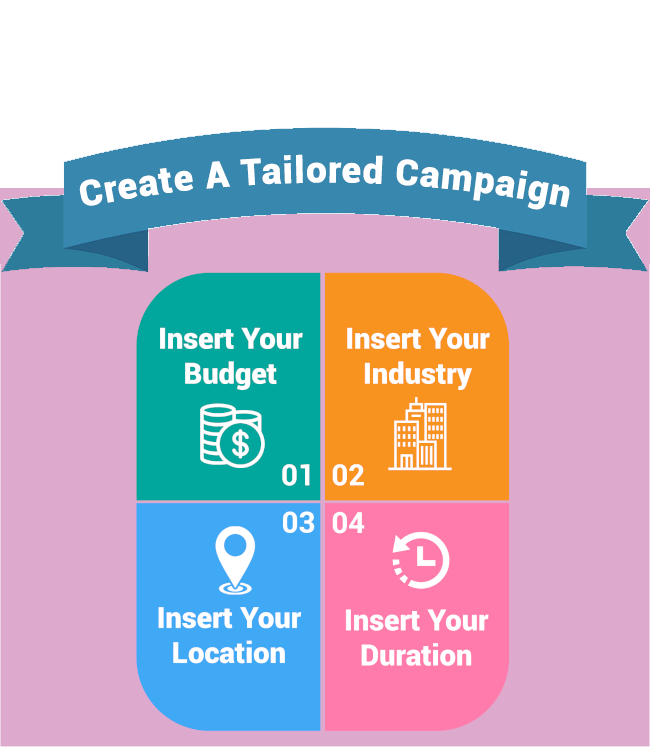 Create A Tailored Campaign
Insert Your
Budget
$
01
Insert Your
Industry
02
03
Insert Your
Location
04
Insert Your
Duration